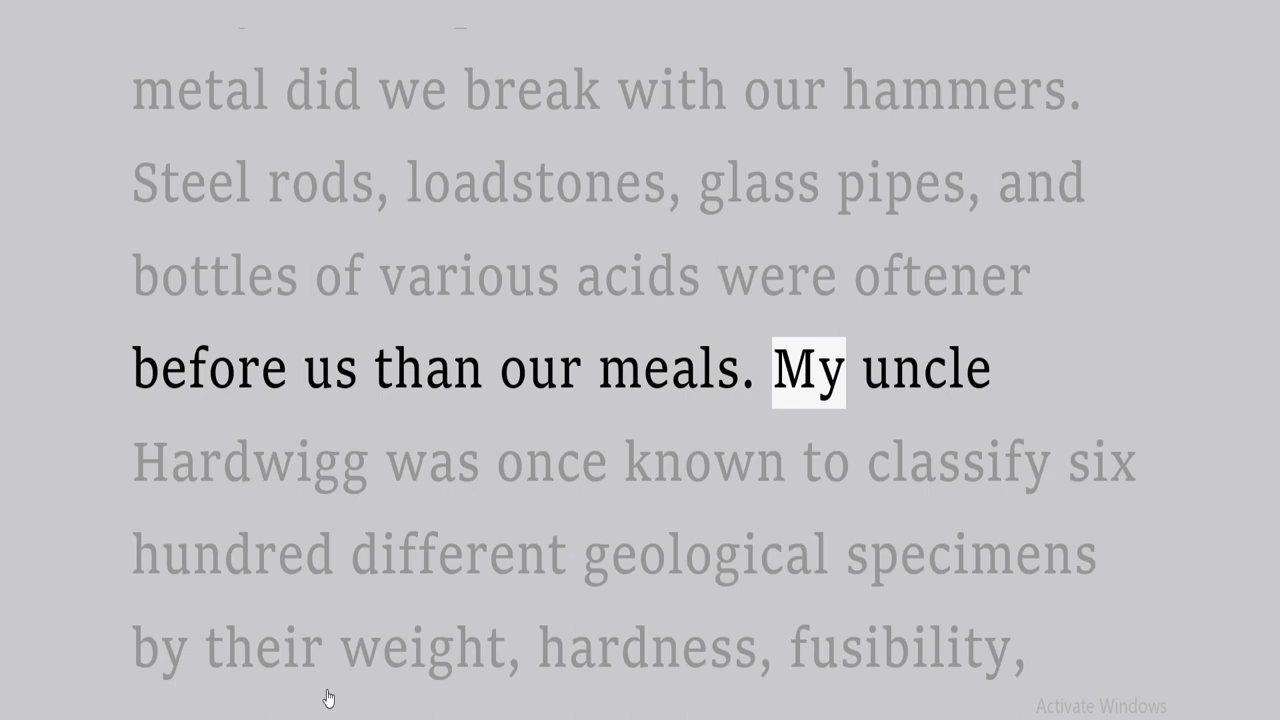 metal did we break with our hammers.
Steel rods, loadstones, glass pipes, and
bottles of various acids were oftener
before us than our meals. My uncle
Hardwigg was once known to classify six
hundred different geological specimens
by their weight, hardness, fusibility,
Activate Windows